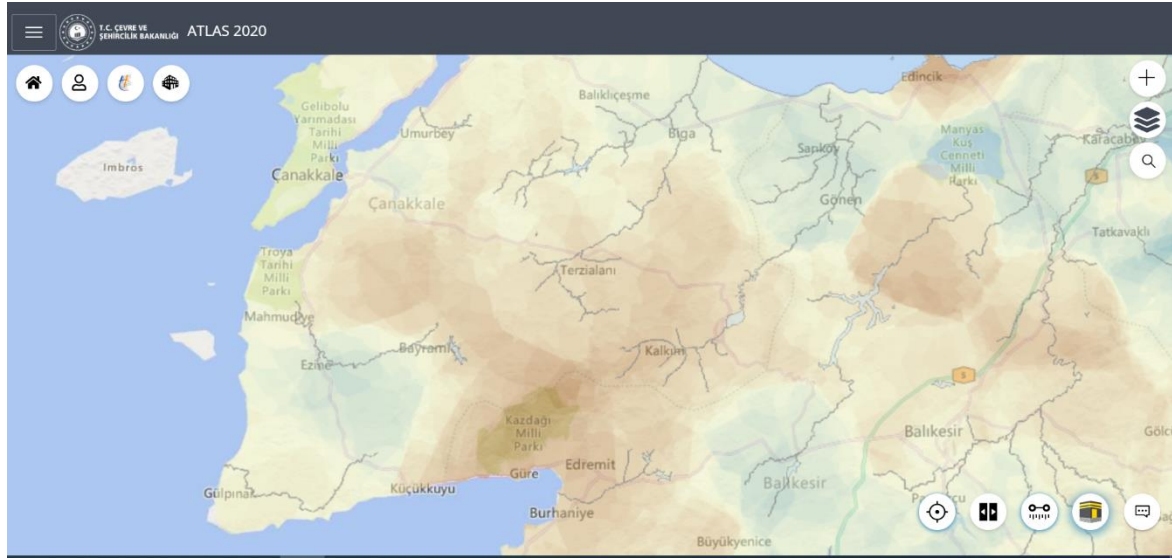 T.C. ÇEVRE VE
ŞEHİRCİLİK BAKANLIĞI
ATLAS 2020
Edincik
Balıklıçeşme
Gelibolu
Yarımadası
Tarihi
Milli
Parkı
Umurbey
Biga
Manyas
Kuş
Cenneti
Milli
Parkı
Karacabey
Sarıköy
Imbros
Çanakkale
5
Çanakkale
Gönen
Tatkavaklı
Troya
Tarihi
Milli
Parkı
Terzialanı
Mahmudiye
Ezine
Kalkım
5
Kazdağı
Milli
Parkı
Balıkesir
Güre
Edremit
Gülpınar
Küçükkuyu
Balıkesir
Burhaniye
Büyükyenice